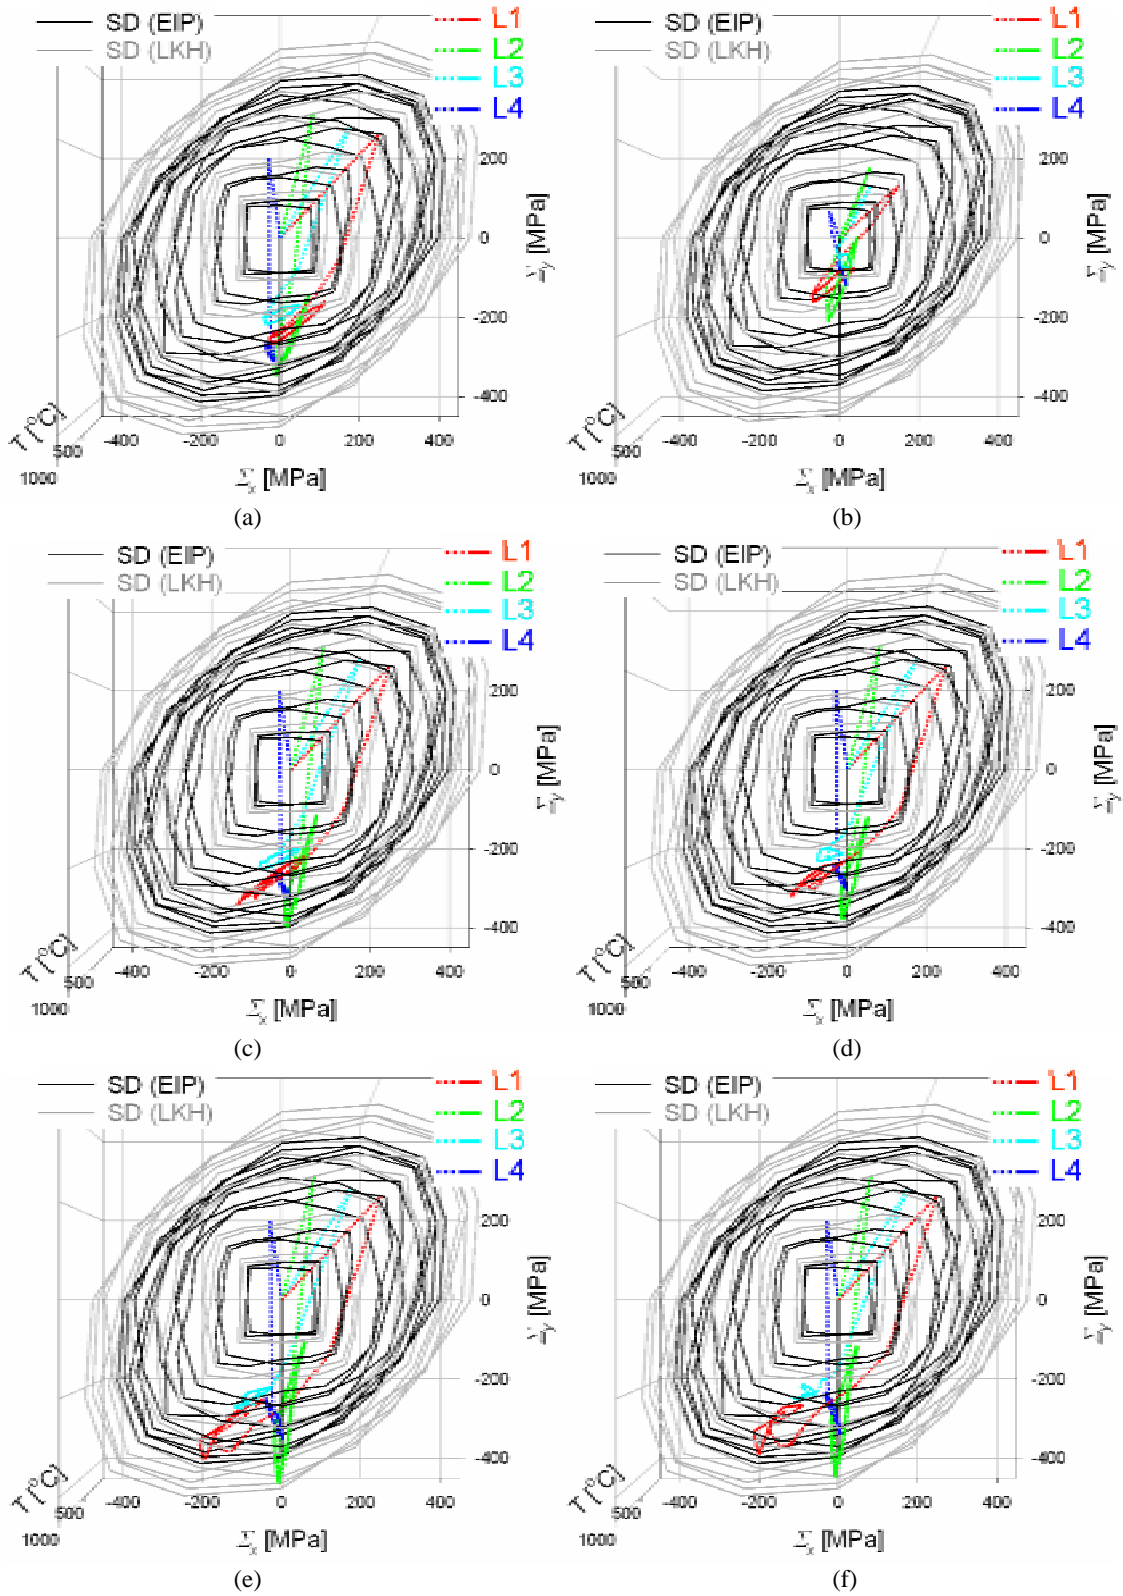 SD (EIP)
SD (LKH)
L1
L2
L3
L4
200
0
-200
-400
Σy [MPa]
T [°C]
500
1000
-400 -200 0 200 400
Σx [MPa]
(a)
SD (EIP)
SD (LKH)
L1
L2
L3
L4
200
0
-200
-400
Σy [MPa]
T [°C]
500
1000
-400 -200 0 200 400
Σx [MPa]
(b)
SD (EIP)
SD (LKH)
L1
L2
L3
L4
200
0
-200
-400
Σy [MPa]
T [°C]
500
1000
-400 -200 0 200 400
Σx [MPa]
(c)
SD (EIP)
SD (LKH)
L1
L2
L3
L4
200
0
-200
-400
Σy [MPa]
T [°C]
500
1000
-400 -200 0 200 400
Σx [MPa]
(d)
SD (EIP)
SD (LKH)
L1
L2
L3
L4
200
0
-200
-400
Σy [MPa]
T [°C]
500
1000
-400 -200 0 200 400
Σx [MPa]
(e)
SD (EIP)
SD (LKH)
L1
L2
L3
L4
200
0
-200
-400
Σy [MPa]
T [°C]
500
1000
-400 -200 0 200 400
Σx [MPa]
(f)